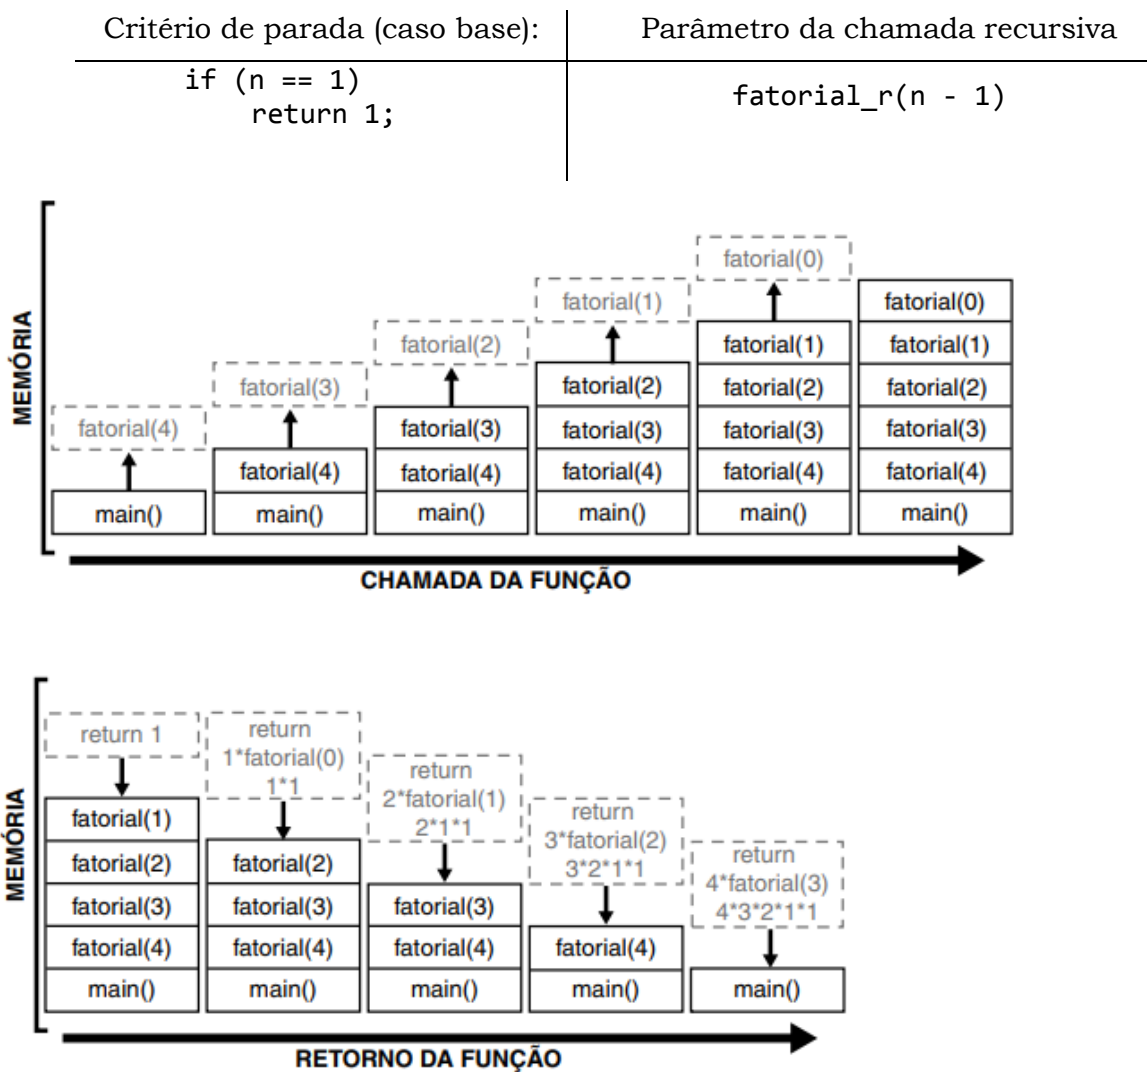 Critério de parada (caso base):
Parâmetro da chamada recursiva
if (n == 1)
return 1;
fatorial_r(n - 1)
MEMÓRIA
fatorial(4)
main()
fatorial(3)
fatorial(4)
main()
fatorial(2)
fatorial(3)
fatorial(4)
main()
fatorial(1)
fatorial(2)
fatorial(3)
fatorial(4)
main()
fatorial(0)
fatorial(1)
fatorial(2)
fatorial(3)
fatorial(4)
main()
fatorial(0)
fatorial(1)
fatorial(2)
fatorial(3)
fatorial(4)
main()
CHAMADA DA FUNÇÃO
MEMÓRIA
return 1
fatorial(1)
fatorial(2)
fatorial(3)
fatorial(4)
main()
return
1*fatorial(0)
1*1
fatorial(2)
fatorial(3)
fatorial(4)
main()
return
2*fatorial(1)
2*1*1
fatorial(3)
fatorial(4)
main()
return
3*fatorial(2)
3*2*1*1
fatorial(4)
main()
return
4*fatorial(3)
4*3*2*1*1
main()
RETORNO DA FUNÇÃO